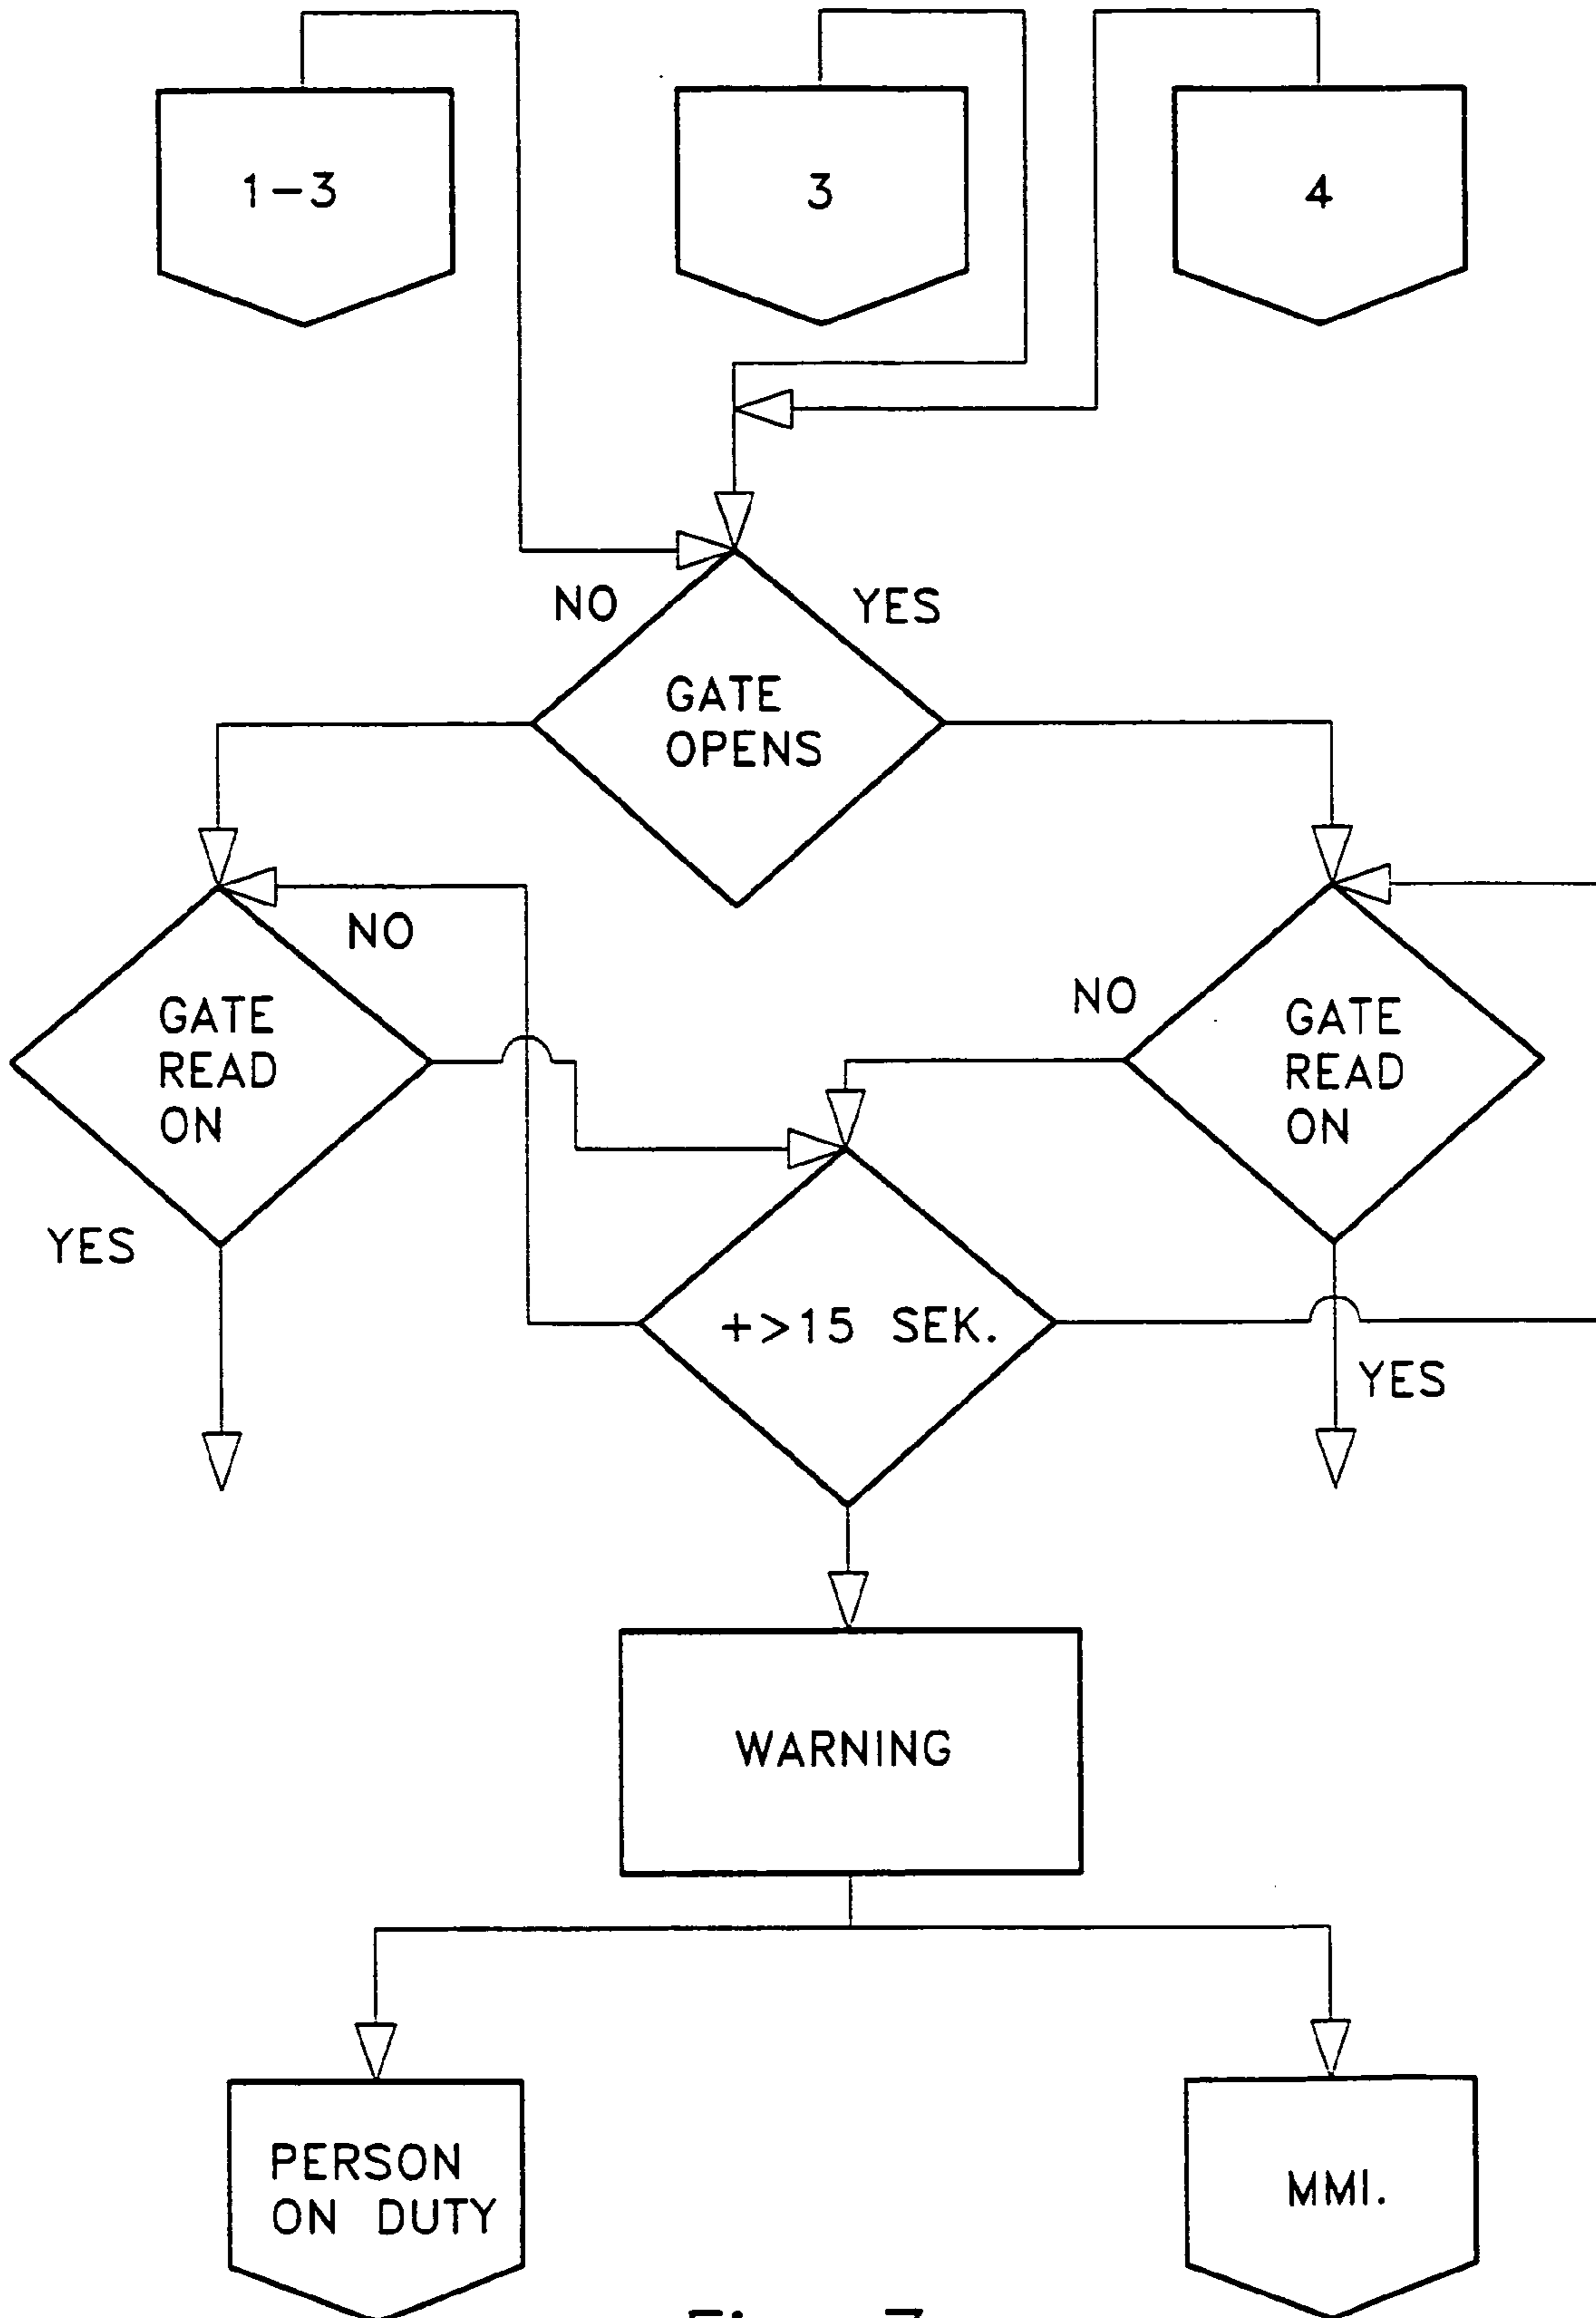 1-3
3
4
NO
YES
GATE
OPENS
NO
GATE
READ
ON
NO
GATE
READ
ON
YES
+>15 SEK.
YES
WARNING
PERSON
ON DUTY
MMI.